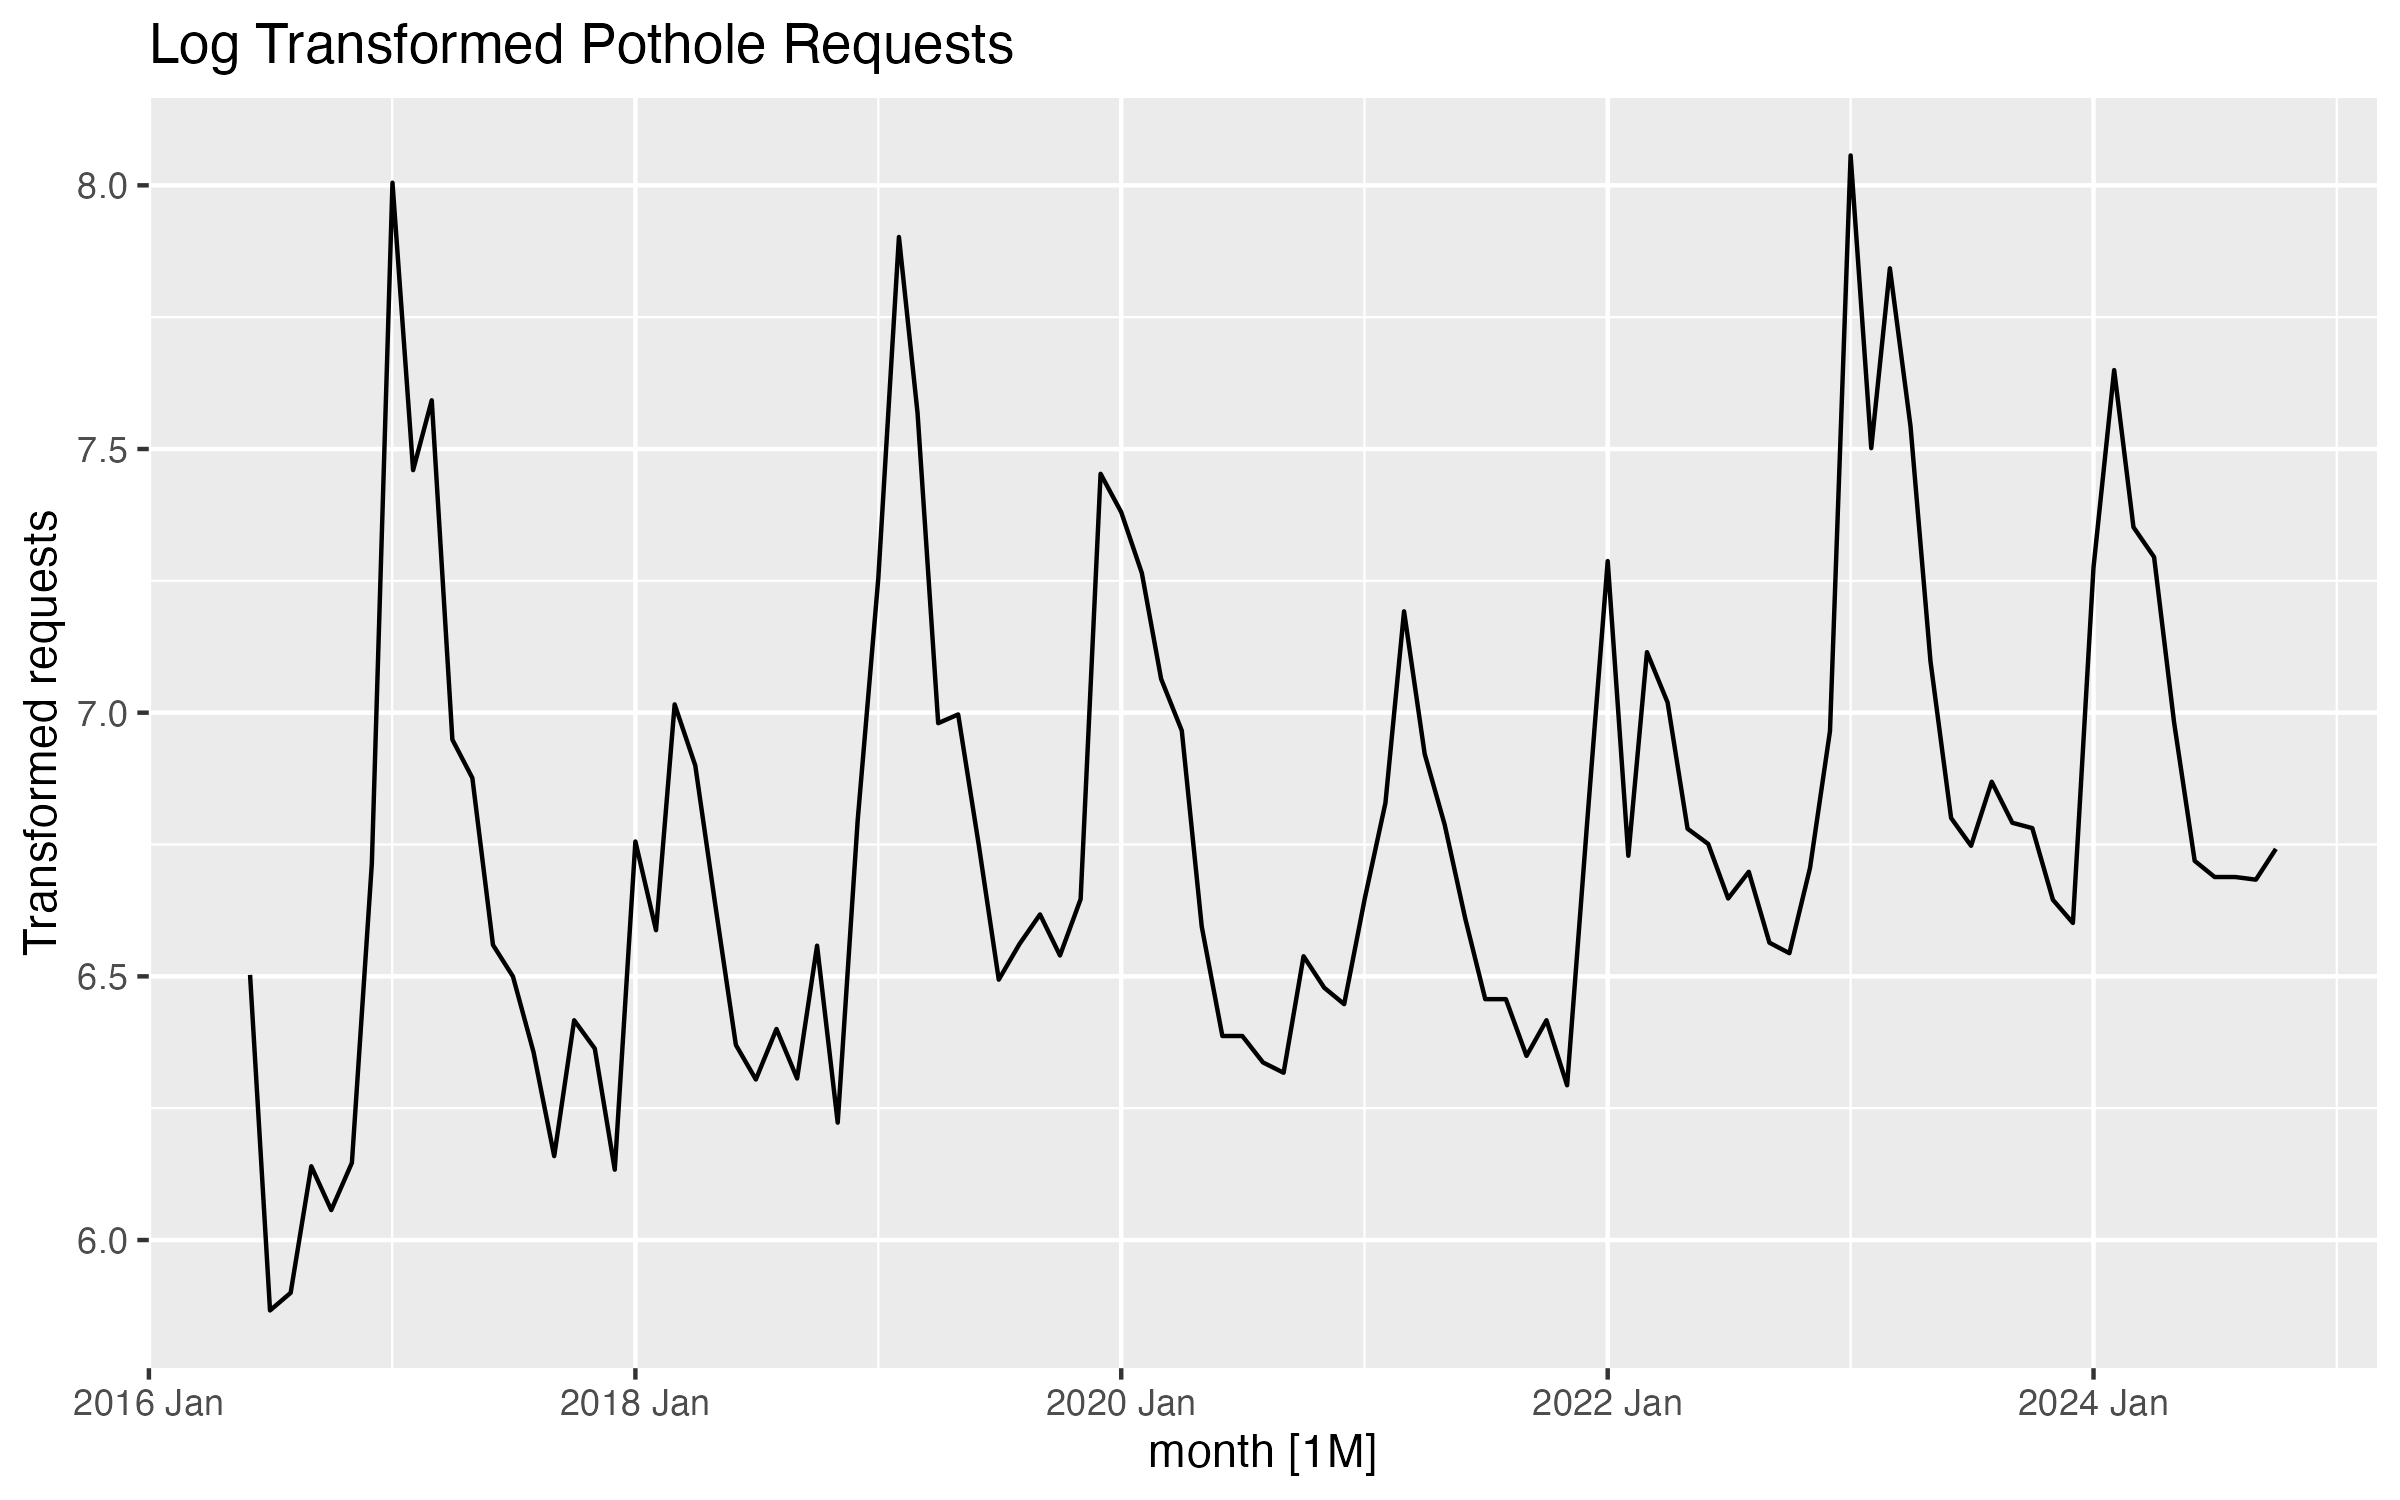 Log Transformed Pothole Requests
Transformed requests
8.0
7.5
7.0
6.5
6.0
2016 Jan 2018 Jan 2020 Jan 2022 Jan 2024 Jan
month [1M]